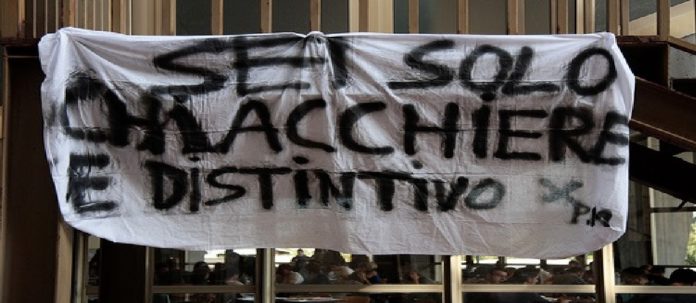 SEI SOLO
CHIACCHIERE
E DISTINTIVO
P.K